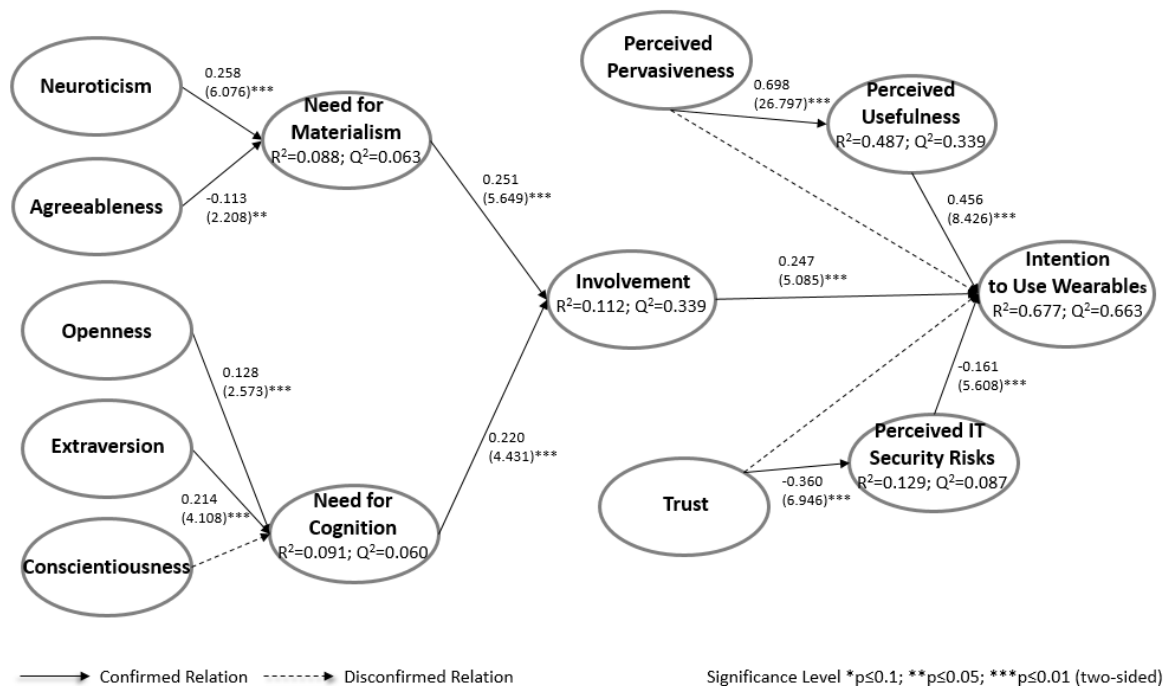 Neuroticism
0.258
(6.076)***
Agreeableness
-0.113
(2.208)**
Need for
Materialism
R²=0.088; Q²=0.063
Openness
0.128
(2.573)***
Extraversion
0.214
(4.108)***
Conscientiousness
Need for
Cognition
R²=0.091; Q²=0.060
0.251
(5.649)***
0.220
(4.431)***
Involvement
R²=0.112; Q²=0.339
0.247
(5.085)***
Perceived
Pervasiveness
0.698
(26.797)***
Perceived
Usefulness
R²=0.487; Q²=0.339
0.456
(8.426)***
Intention
to Use Wearables
R²=0.677; Q²=0.663
-0.161
(5.608)***
Perceived IT
Security Risks
R²=0.129; Q²=0.087
Trust
-0.360
(6.946)***
Confirmed Relation
Disconfirmed Relation
Significance Level *p≤0.1; **p≤0.05; ***p≤0.01 (two-sided)